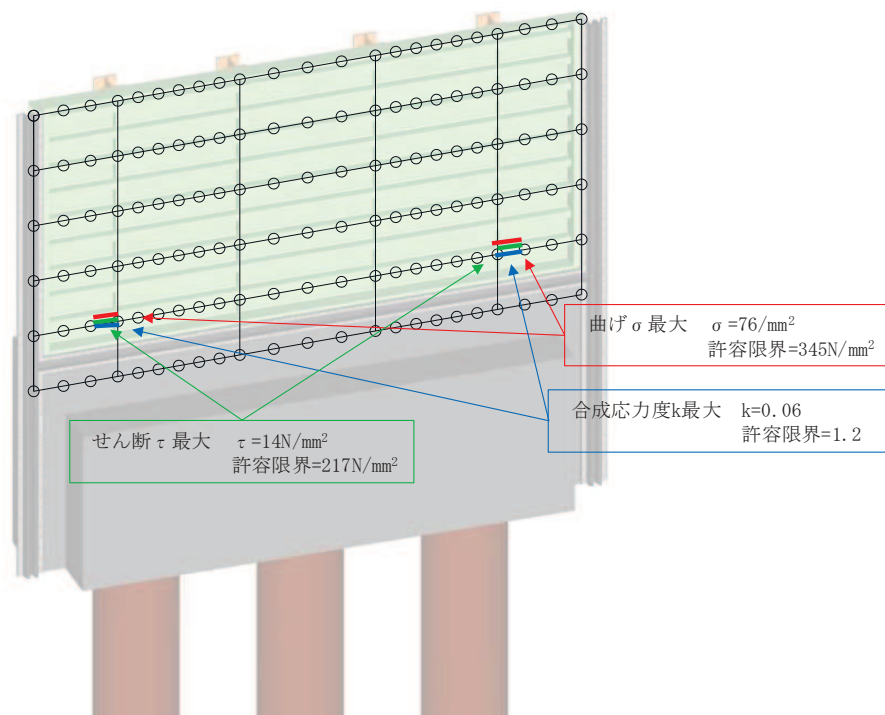 曲げσ最大 σ=76/mm²
許容限界=345N/mm²
合成応力度k最大 k=0.06
許容限界=1.2
せん断τ最大 τ=14N/mm²
許容限界=217N/mm²